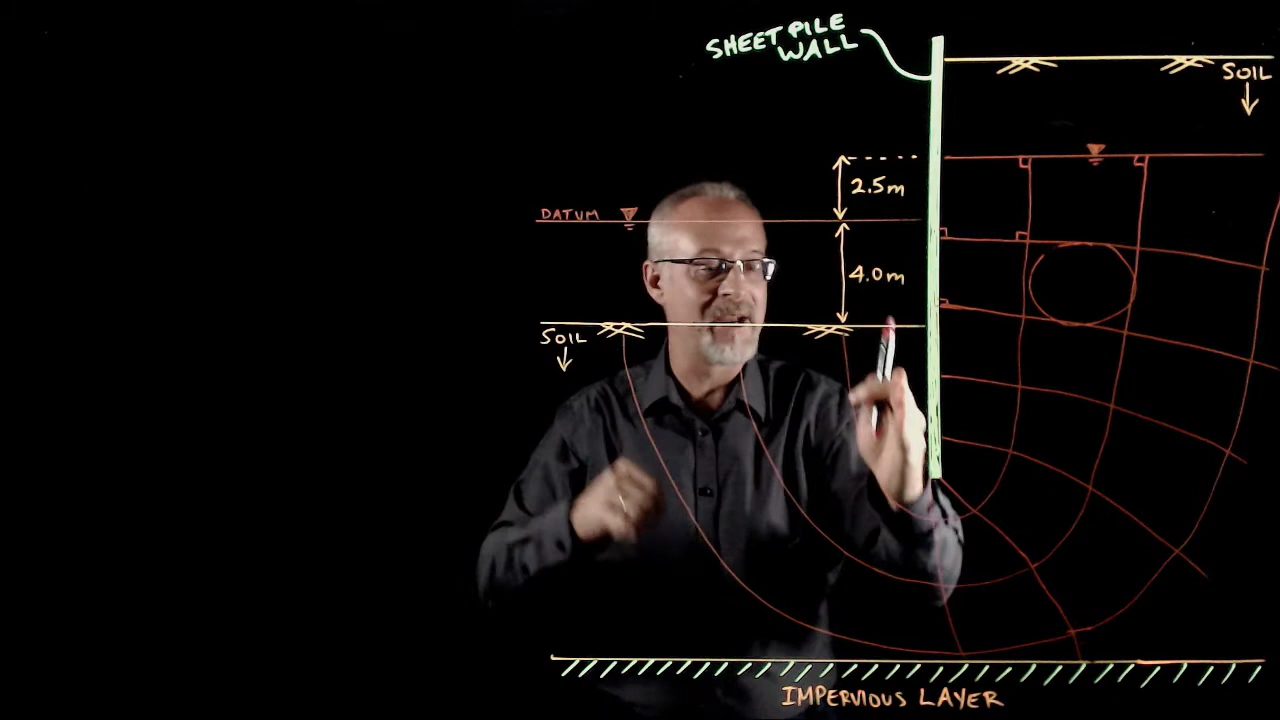 SHEET PILE
WALL
SOIL
2.5m
DATUM
4.0m
SOIL
IMPERVIOUS LAYER